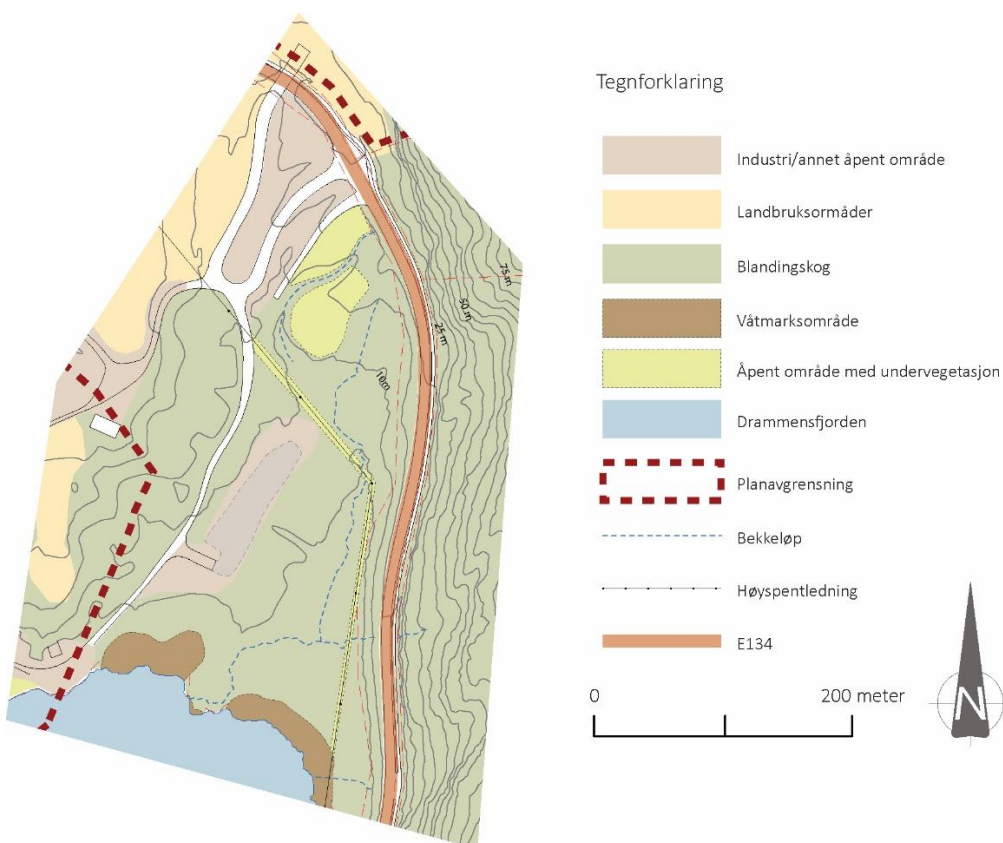 Tegnforklaring
Industri/annet åpent område
Landbruksormåder
Blandingskog
Våtmarksområde
Åpent område med undervegetasjon
Drammensfjorden
Planavgrensning
Bekkeløp
Høyspentledning
E134
0
200 meter
N
75 m
50 m
25 m
10m